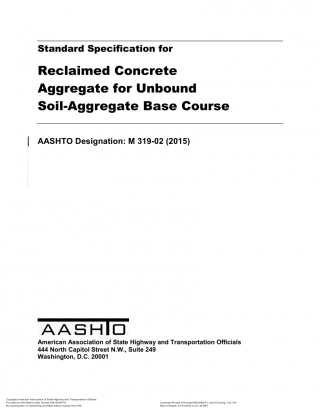 Standard Specification for
Reclaimed Concrete
Aggregate for Unbound
Soil-Aggregate Base Course
AASHTO Designation: M 319-02 (2015)
AASHTO
American Association of State Highway and Transportation Officials
444 North Capitol Street N.W., Suite 249
Washington, D.C. 20001